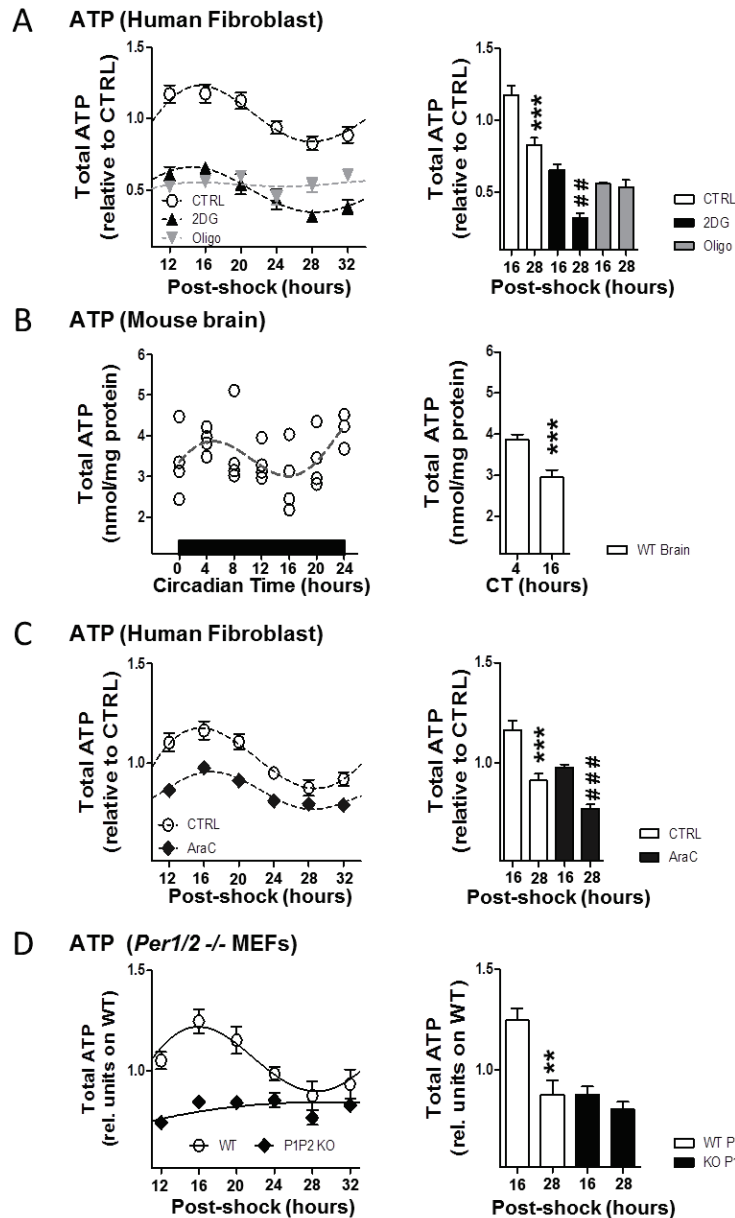 A ATP (Human Fibroblast)
Total ATP
(relative to CTRL)
1.5
1.0
0.5
CTRL
2DG
Oligo
12 16 20 24 28 32
Post-shock (hours)
Total ATP
(relative to CTRL)
1.5
1.0
0.5
***
##
CTRL
2DG
Oligo
16 28 16 28 16 28
Post-shock (hours)
B ATP (Mouse brain)
Total ATP
(nmol/mg protein)
6
5
4
3
2
0 4 8 12 16 20 24
Circadian Time (hours)
Total ATP
(nmol/mg protein)
6
5
4
3
2
***
WT Brain
4 16
CT (hours)
C ATP (Human Fibroblast)
Total ATP
(relative to CTRL)
1.5
1.0
CTRL
AraC
12 16 20 24 28 32
Post-shock (hours)
Total ATP
(relative to CTRL)
1.5
1.0
***
###
CTRL
AraC
16 28 16 28
Post-shock (hours)
D ATP (Per1/2 -/- MEFs)
Total ATP
(rel. units on WT)
1.5
1.0
WT P1P2 KO
12 16 20 24 28 32
Post-shock (hours)
Total ATP
(rel. units on WT)
1.5
1.0
**
WT P
KO P1
16 28 16 28
Post-shock (hours)